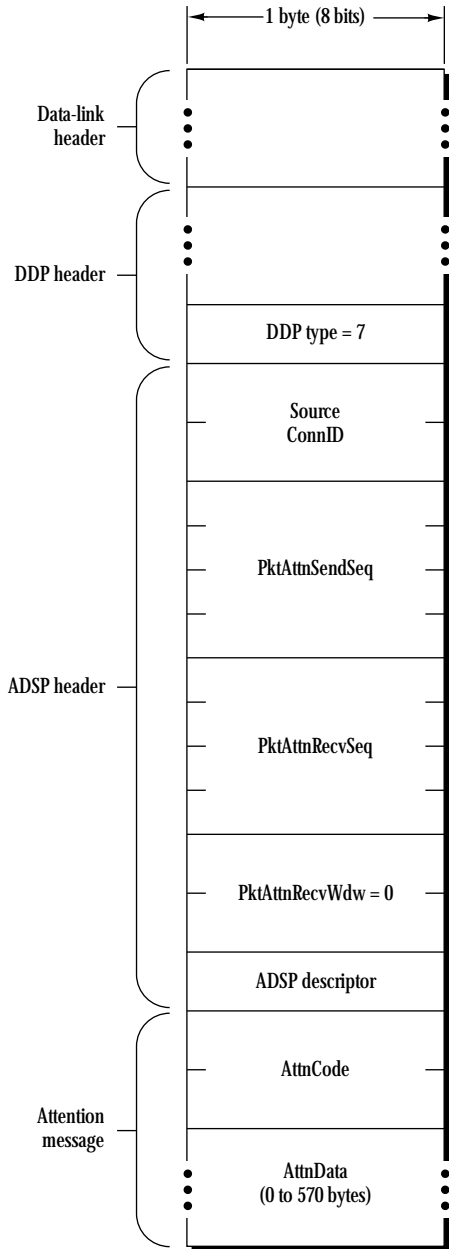 1 byte (8 bits)
Data-link
header
DDP header
DDP type = 7
Source
ConnID
PktAttnSendSeq
ADSP header
PktAttnRecvSeq
PktAttnRecvWdw = 0
ADSP descriptor
AttnCode
Attention
message
AttnData
(0 to 570 bytes)